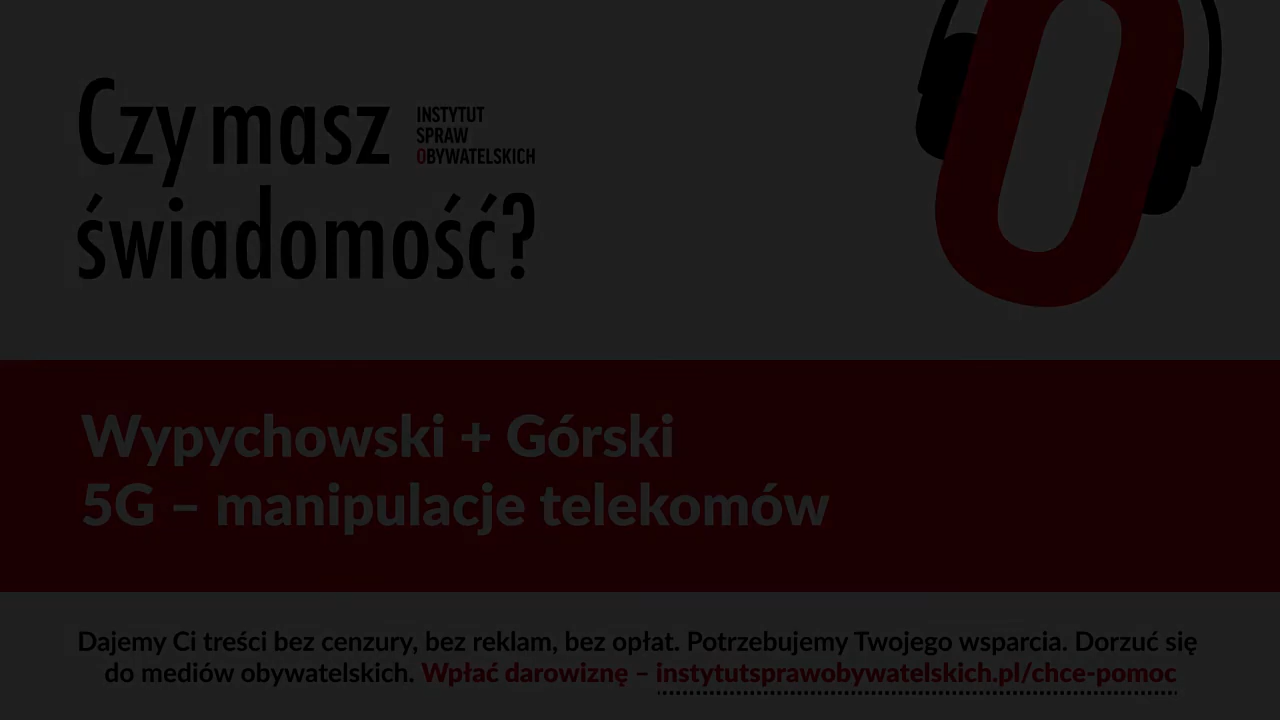 Czy masz
INSTYTUT
SPRAW
OBYWATELSKICH
świadomość?
Wypychowski + Górski
5G – manipulacje telekomów
Dajemy Ci treści bez cenzury, bez reklam, bez opłat. Potrzebujemy Twojego wsparcia. Dorzuć się
do mediów obywatelskich. Wpłać darowiznę – instytutsprawobywatelskich.pl/chce-pomoc